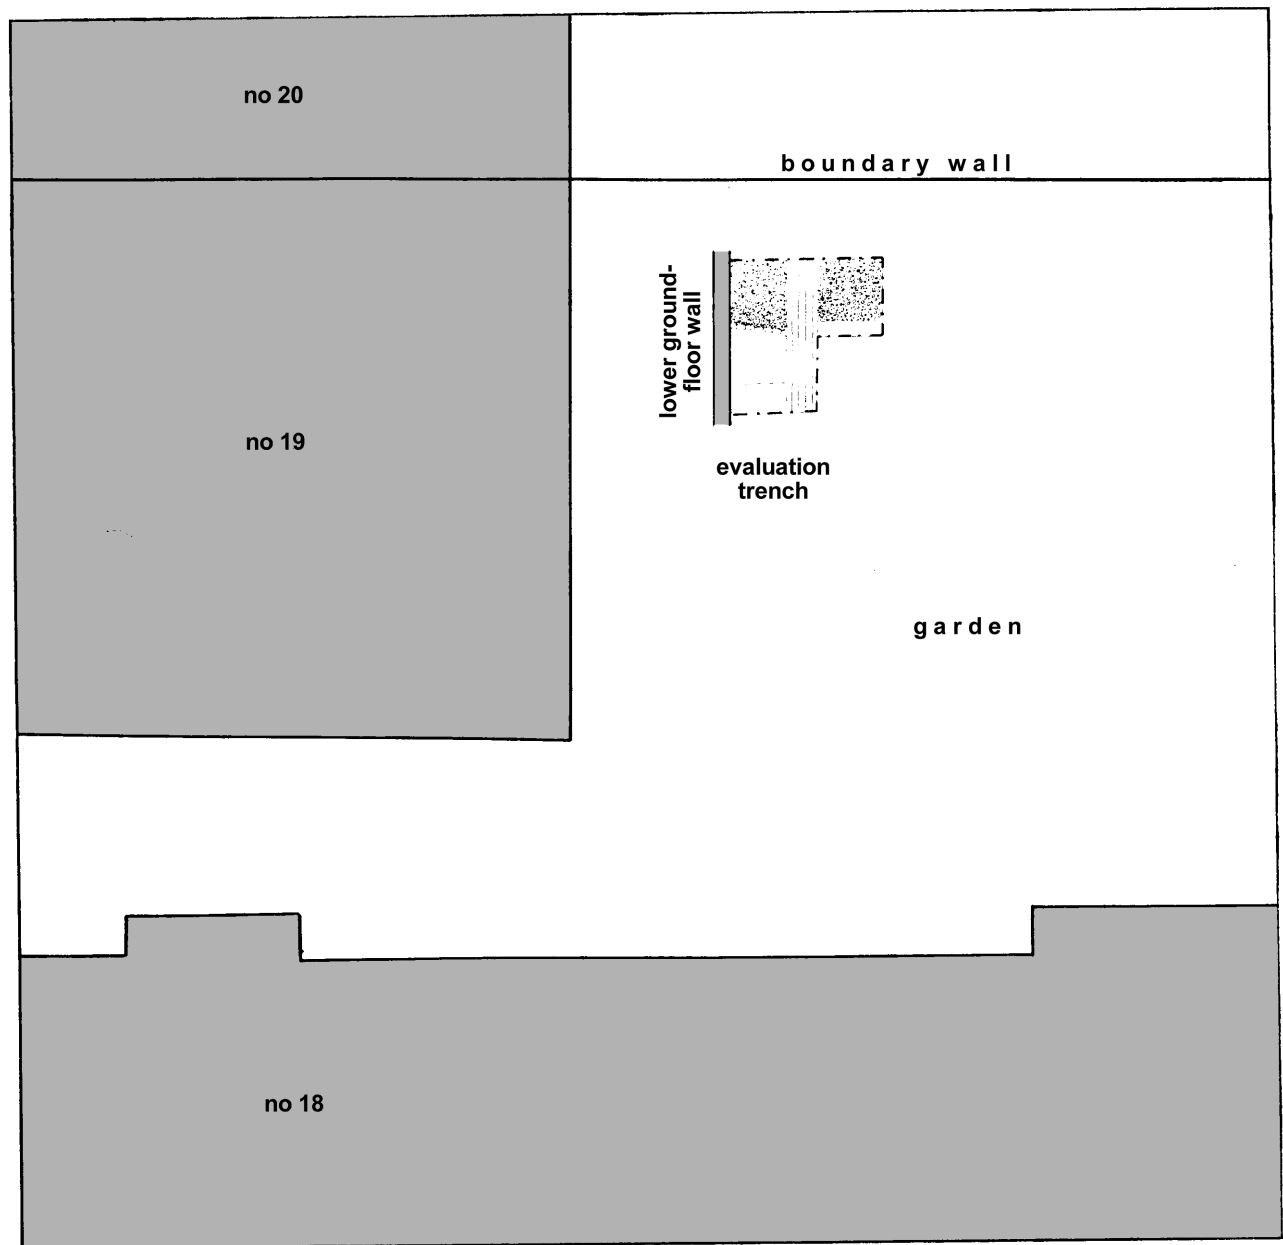 no 20
boundary wall
lower ground-
floor wall
no 19
evaluation
trench
garden
no 18